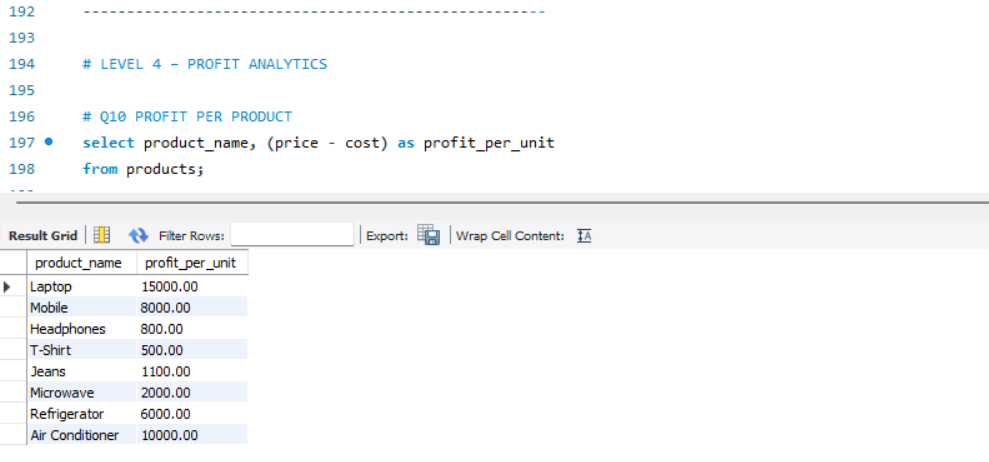 192 -----------------------------------------------------
193
194 # LEVEL 4 – PROFIT ANALYTICS
195
196 # Q10 PROFIT PER PRODUCT
197 select product_name, (price - cost) as profit_per_unit
198 from products;
Result Grid Filter Rows: Export: Wrap Cell Content: IA
product_name profit_per_unit
Laptop 15000.00
Mobile 8000.00
Headphones 800.00
T-Shirt 500.00
Jeans 1100.00
Microwave 2000.00
Refrigerator 6000.00
Air Conditioner 10000.00